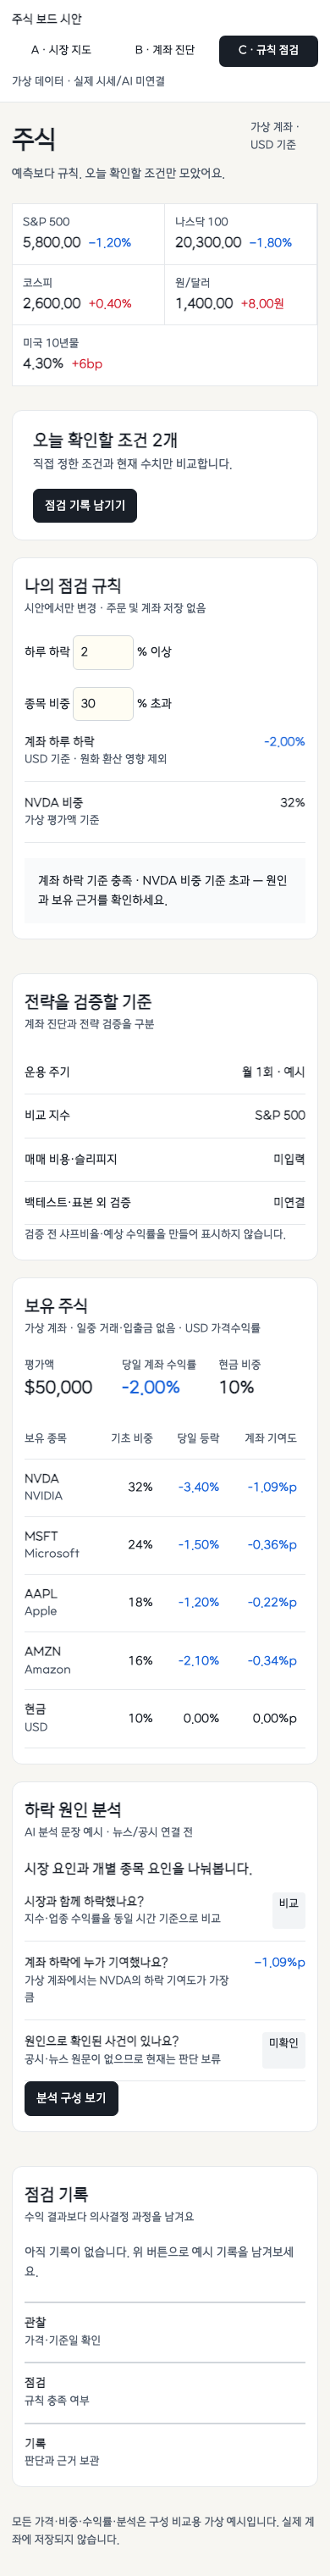 주식 보드 시안
A · 시장 지도
B · 계좌 진단
C · 규칙 점검
가상 데이터 · 실제 시세/AI 미연결
주식
가상 계좌 ·
USD 기준
예측보다 규칙. 오늘 확인할 조건만 모았어요.
S&P 500
5,800.00 −1.20%
나스닥 100
20,300.00 −1.80%
코스피
2,600.00 +0.40%
원/달러
1,400.00 +8.00원
미국 10년물
4.30% +6bp
오늘 확인할 조건 2개
직접 정한 조건과 현재 수치만 비교합니다.
점검 기록 남기기
나의 점검 규칙
시안에서만 변경 · 주문 및 계좌 저장 없음
하루 하락 2 % 이상
종목 비중 30 % 초과
계좌 하루 하락 -2.00%
USD 기준 · 원화 환산 영향 제외
NVDA 비중 32%
가상 평가액 기준
계좌 하락 기준 충족 · NVDA 비중 기준 초과 — 원인
과 보유 근거를 확인하세요.
전략을 검증할 기준
계좌 진단과 전략 검증을 구분
운용 주기 월 1회 · 예시
비교 지수 S&P 500
매매 비용·슬리피지 미입력
백테스트·표본 외 검증 미연결
검증 전 샤프비율·예상 수익률을 만들어 표시하지 않습니다.
보유 주식
가상 계좌 · 일중 거래·입출금 없음 · USD 가격수익률
평가액 당일 계좌 수익률 현금 비중
$50,000 -2.00% 10%
보유 종목 기초 비중 당일 등락 계좌 기여도
NVDA 32% -3.40% -1.09%p
NVIDIA
MSFT 24% -1.50% -0.36%p
Microsoft
AAPL 18% -1.20% -0.22%p
Apple
AMZN 16% -2.10% -0.34%p
Amazon
현금 10% 0.00% 0.00%p
USD
하락 원인 분석
AI 분석 문장 예시 · 뉴스/공시 연결 전
시장 요인과 개별 종목 요인을 나눠봅니다.
시장과 함께 하락했나요? 비교
지수·업종 수익률을 동일 시간 기준으로 비교
계좌 하락에 누가 기여했나요? −1.09%p
가상 계좌에서는 NVDA의 하락 기여도가 가장
큼
원인으로 확인된 사건이 있나요? 미확인
공시·뉴스 원문이 없으므로 현재는 판단 보류
분석 구성 보기
점검 기록
수익 결과보다 의사결정 과정을 남겨요
아직 기록이 없습니다. 위 버튼으로 예시 기록을 남겨보세
요.
관찰
가격·기준일 확인
점검
규칙 충족 여부
기록
판단과 근거 보관
모든 가격·비중·수익률·분석은 구성 비교용 가상 예시입니다. 실제 계
좌에 저장되지 않습니다.